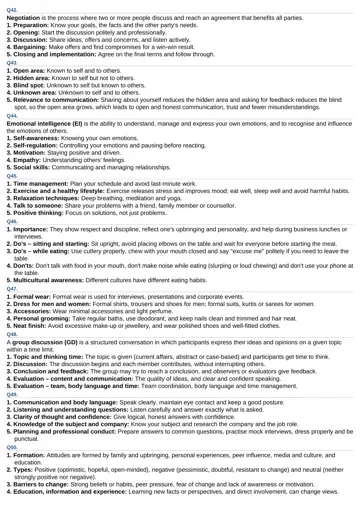 Q42.
Negotiation is the process where two or more people discuss and reach an agreement that benefits all parties.
1. Preparation: Know your goals, the facts and the other party's needs.
2. Opening: Start the discussion politely and professionally.
3. Discussion: Share ideas, offers and concerns, and listen actively.
4. Bargaining: Make offers and find compromises for a win-win result.
5. Closing and implementation: Agree on the final terms and follow through.
Q43.
1. Open area: Known to self and to others.
2. Hidden area: Known to self but not to others.
3. Blind spot: Unknown to self but known to others.
4. Unknown area: Unknown to self and to others.
5. Relevance to communication: Sharing about yourself reduces the hidden area and asking for feedback reduces the blind
spot, so the open area grows, which leads to open and honest communication, trust and fewer misunderstandings.
Q44.
Emotional intelligence (EI) is the ability to understand, manage and express your own emotions, and to recognise and influence
the emotions of others.
1. Self-awareness: Knowing your own emotions.
2. Self-regulation: Controlling your emotions and pausing before reacting.
3. Motivation: Staying positive and driven.
4. Empathy: Understanding others' feelings.
5. Social skills: Communicating and managing relationships.
Q45.
1. Time management: Plan your schedule and avoid last-minute work.
2. Exercise and a healthy lifestyle: Exercise releases stress and improves mood; eat well, sleep well and avoid harmful habits.
3. Relaxation techniques: Deep breathing, meditation and yoga.
4. Talk to someone: Share your problems with a friend, family member or counsellor.
5. Positive thinking: Focus on solutions, not just problems.
Q46.
1. Importance: They show respect and discipline, reflect one's upbringing and personality, and help during business lunches or
interviews.
2. Do's – sitting and starting: Sit upright, avoid placing elbows on the table and wait for everyone before starting the meal.
3. Do's – while eating: Use cutlery properly, chew with your mouth closed and say "excuse me" politely if you need to leave the
table.
4. Don'ts: Don't talk with food in your mouth, don't make noise while eating (slurping or loud chewing) and don't use your phone at
the table.
5. Multicultural awareness: Different cultures have different eating habits.
Q47.
1. Formal wear: Formal wear is used for interviews, presentations and corporate events.
2. Dress for men and women: Formal shirts, trousers and shoes for men; formal suits, kurtis or sarees for women.
3. Accessories: Wear minimal accessories and light perfume.
4. Personal grooming: Take regular baths, use deodorant, and keep nails clean and trimmed and hair neat.
5. Neat finish: Avoid excessive make-up or jewellery, and wear polished shoes and well-fitted clothes.
Q48.
A group discussion (GD) is a structured conversation in which participants express their ideas and opinions on a given topic
within a time limit.
1. Topic and thinking time: The topic is given (current affairs, abstract or case-based) and participants get time to think.
2. Discussion: The discussion begins and each member contributes, without interrupting others.
3. Conclusion and feedback: The group may try to reach a conclusion, and observers or evaluators give feedback.
4. Evaluation – content and communication: The quality of ideas, and clear and confident speaking.
5. Evaluation – team, body language and time: Team coordination, body language and time management.
Q49.
1. Communication and body language: Speak clearly, maintain eye contact and keep a good posture.
2. Listening and understanding questions: Listen carefully and answer exactly what is asked.
3. Clarity of thought and confidence: Give logical, honest answers with confidence.
4. Knowledge of the subject and company: Know your subject and research the company and the job role.
5. Planning and professional conduct: Prepare answers to common questions, practise mock interviews, dress properly and be
punctual.
Q50.
1. Formation: Attitudes are formed by family and upbringing, personal experiences, peer influence, media and culture, and
education.
2. Types: Positive (optimistic, hopeful, open-minded), negative (pessimistic, doubtful, resistant to change) and neutral (neither
strongly positive nor negative).
3. Barriers to change: Strong beliefs or habits, peer pressure, fear of change and lack of awareness or motivation.
4. Education, information and experience: Learning new facts or perspectives, and direct involvement, can change views.